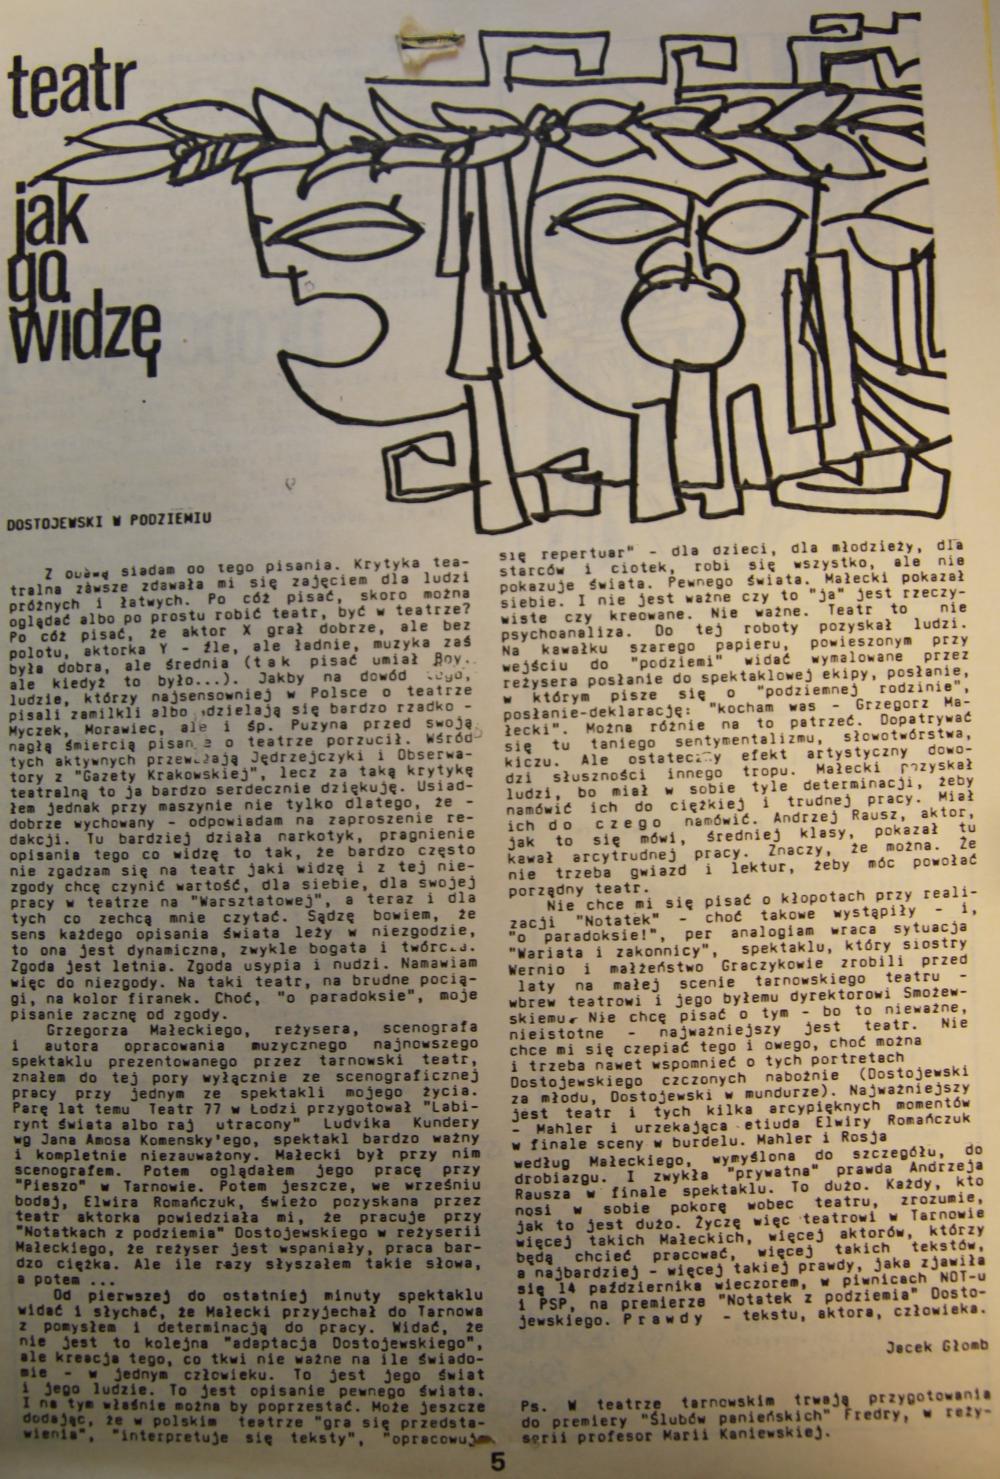 teatr
jak
go
widzę
DOSTOJEWSKI W PODZIEMIU
Z siadam do tego pisania. Krytyka tea-
tralna zawsze zdawała mi się zajęciem dla ludzi
próżnych i łatwych. Po cóż pisać, skoro można
oglądać albo po prostu robić teatr, być w teatrze?
Po cóż pisać, że aktor X grał dobrze, ale bez
polotu, aktorka Y - źle, ale ładnie, muzyka zaś
była dobra, ale średnia (tak pisać umiał Boy..
ale kiedyż to było...). Jakby na dowód tego,
ludzie, którzy najsensowniej w Polsce o teatrze
pisali zamilkli albo udzielają się bardzo rzadko -
Myczek, Morawiec, ale i śp. Puzyna przed swoją
nagłą śmiercią pisanie o teatrze porzucił. Wśród
tych aktywnych przeważają Jędrzejczyki i Obserwa-
tory z "Gazety Krakowskiej", lecz za taką krytykę
teatralną to ja bardzo serdecznie dziękuję. Usiad-
łem jednak przy maszynie nie tylko dlatego, że -
dobrze wychowany - odpowiadam na zaproszenie re-
dakcji. Tu bardziej działa narkotyk, pragnienie
opisania tego co widzę to tak, że bardzo często
nie zgadzam się na teatr jaki widzę i z tej nie-
zgody chcę czynić wartość, dla siebie, dla swojej
pracy w teatrze na "Warsztatowej", a teraz i dla
tych co zechcą mnie czytać. Sądzę bowiem, że
sens każdego opisania świata leży w niezgodzie,
to ona jest dynamiczna, zwykle bogata i twórcza.
Zgoda jest letnia. Zgoda usypia i nudzi. Namawiam
więc do niezgody. Na taki teatr, na brudne pocią-
gi, na kolor firanek. Choć, "o paradoksie", moje
pisanie zacznę od zgody.
Grzegorza Małeckiego, reżysera, scenografa
i autora opracowania muzycznego najnowszego
spektaklu prezentowanego przez tarnowski teatr,
znałem do tej pory wyłącznie ze scenograficznej
pracy przy jednym ze spektakli mojego życia.
Parę lat temu Teatr 77 w Łodzi przygotował "Labi-
rynt świata albo raj utracony" Ludvika Kundery
wg Jana Amosa Komensky'ego, spektakl bardzo ważny
i kompletnie niezauważony. Małecki był przy nim
scenografem. Potem oglądałem jego pracę przy
"Pieszo" w Tarnowie. Potem jeszcze, we wrześniu
bodaj, Elwira Romańczuk, świeżo pozyskana przez
teatr aktorka powiedziała mi, że pracuje przy
"Notatkach z podziemia" Dostojewskiego w reżyserii
Małeckiego, że reżyser jest wspaniały, praca bar-
dzo ciężka. Ale ile razy słyszałem takie słowa,
a potem ...
Od pierwszej do ostatniej minuty spektaklu
widać i słychać, że Małecki przyjechał do Tarnowa
z pomysłem i determinacją do pracy. Widać, że
nie jest to kolejna "adaptacja Dostojewskiego",
ale kreacja tego, co tkwi nie ważne na ile świado-
mie - w jednym człowieku. To jest jego świat
i jego ludzie. To jest opisanie pewnego świata.
I na tym właśnie można by poprzestać. Może jeszcze
dodając, że w polskim teatrze "gra się przedsta-
wienia", "interpretuje się teksty", "opracowuje
się repertuar" - dla dzieci, dla młodzieży, dla
starców i ciotek, robi się wszystko, ale nie
pokazuje świata. Pewnego świata. Małecki pokazał
siebie. I nie jest ważne czy to "ja" jest rzeczy-
wiste czy kreowane. Nie ważne. Teatr to nie
psychoanaliza. Do tej roboty pozyskał ludzi.
Na kawałku szarego papieru, powieszonym przy
wejściu do "podziemi" widać wymalowane przez
reżysera posłanie do spektaklowej ekipy, posłanie,
w którym pisze się o "podziemnej rodzinie",
posłanie-deklarację: "kocham was - Grzegorz Ma-
łecki". Można różnie na to patrzeć. Dopatrywać
się tu taniego sentymentalizmu, słowotwórstwa,
kiczu. Ale ostateczny efekt artystyczny dowo-
dzi słuszności innego tropu. Małecki pozyskał
ludzi, bo miał w sobie tyle determinacji, żeby
namówić ich do ciężkiej i trudnej pracy. Miał
ich do czego namówić. Andrzej Rausz, aktor,
jak to się mówi, średniej klasy, pokazał tu
kawał arcytrudnej pracy. Znaczy, że można. Że
nie trzeba gwiazd i lektur, żeby móc powołać
porządny teatr.
Nie chce mi się pisać o kłopotach przy reali-
zacji "Notatek" - choć takowe wystąpiły - i,
"o paradoksie!", per analogiam wraca sytuacja
"Wariata i zakonnicy", spektaklu, który siostry
Wernio i małżeństwo Graczykowie zrobili przed
laty na małej scenie tarnowskiego teatru -
wbrew teatrowi i jego byłemu dyrektorowi Smożew-
skiemu. Nie chcę pisać o tym - bo to nieważne,
nieistotne - najważniejszy jest teatr. Nie
chce mi się czepiać tego i owego, choć można
i trzeba nawet wspomnieć o tych portretach
Dostojewskiego czczonych nabożnie (Dostojewski
za młodu, Dostojewski w mundurze). Najważniejszy
jest teatr i tych kilka arcypięknych momentów
- Mahler i urzekająca etiuda Elwiry Romańczuk
w finale sceny w burdelu. Mahler i Rosja
według Małeckiego, wymyślona do szczegółu, do
drobiazgu. I zwykła "prywatna" prawda Andrzeja
Rausza w finale spektaklu. To dużo. Każdy, kto
nosi w sobie pokorę wobec teatru, zrozumie,
jak to jest dużo. Życzę więc teatrowi w Tarnowie
więcej takich Małeckich, więcej aktorów, którzy
będą chcieć pracować, więcej takich tekstów,
a najbardziej - więcej takiej prawdy, jaka zjawiła
się 14 października wieczorem, w piwnicach NOT-u
i PSP, na premierze "Notatek z podziemia" Dosto-
jewskiego. Prawdy - tekstu, aktora, człowieka.
Jacek Głomb
Ps. W teatrze tarnowskim trwają przygotowania
do premiery "Ślubów panieńskich" Fredry, w reży-
serii profesor Marii Kaniewskiej.
5